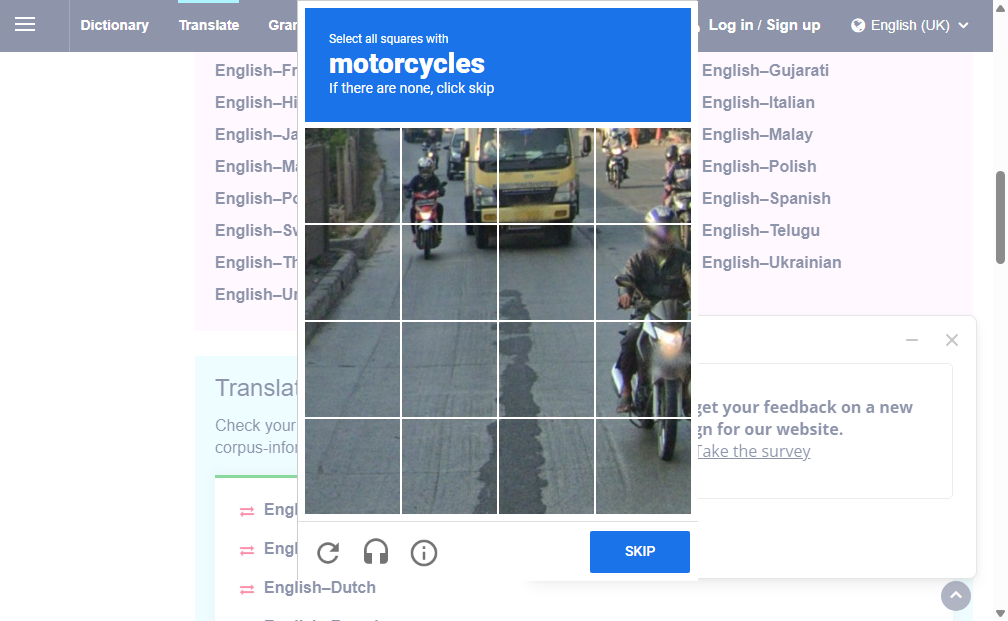 Dictionary
Translate
Gra
Log in / Sign up
English (UK)
Select all squares with
motorcycles
If there are none, click skip
English–Fr
English–Hi
English–Ja
English–Ma
English–Po
English–Sw
English–Th
English–Ur
English–Gujarati
English–Italian
English–Malay
English–Polish
English–Spanish
English–Telugu
English–Ukrainian
Translat
Check your
corpus-infor
Engl
Engl
English–Dutch
get your feedback on a new
gn for our website.
Take the survey
SKIP